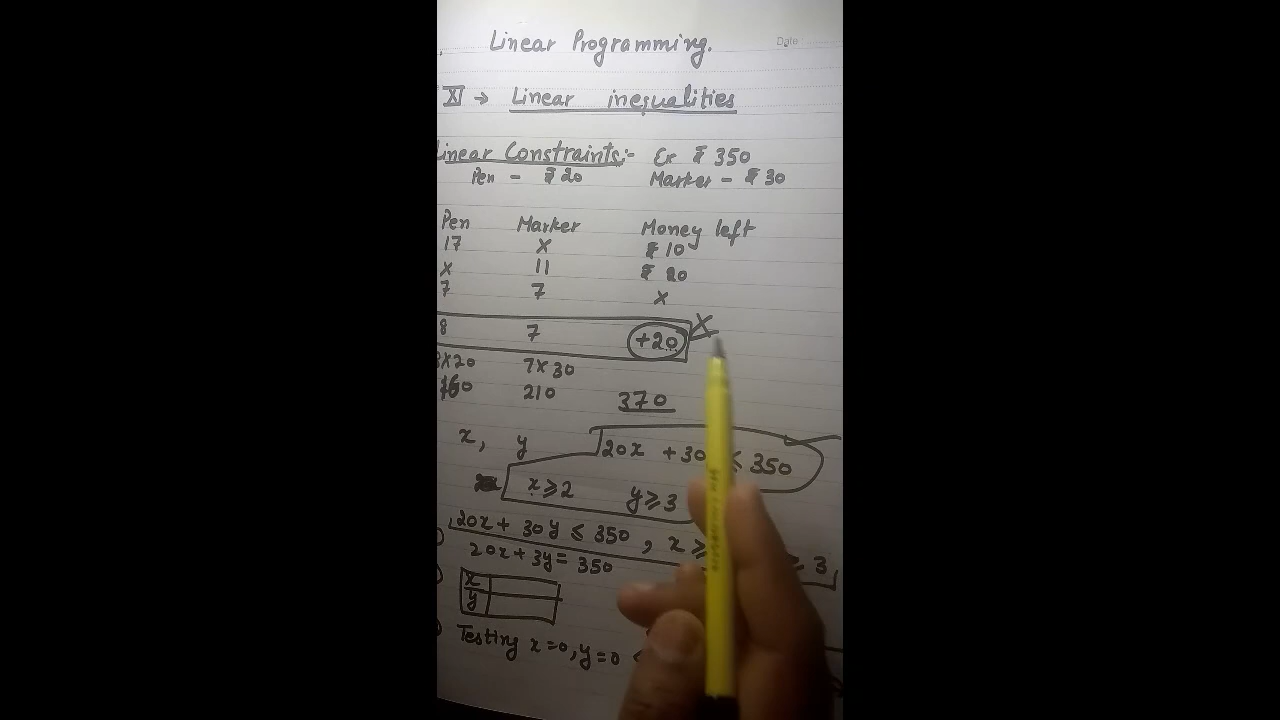 Linear Programming.
Date
XI → Linear inequalities
Linear Constraints:- Ex ₹ 350
Pen - ₹ 20 Marker - ₹ 30
Pen Marker Money left
17 X ₹ 10
X 11 ₹ 20
7 7 X
8 7 +20 X
8X20 7X30
160 210 370
x, y 20x + 30 ≤ 350
x ≥ 2 y ≥ 3
20x + 30y ≤ 350, x ≥ ≥ 3,
20x + 3y = 350
x
y
Testing x=0, y=0 <